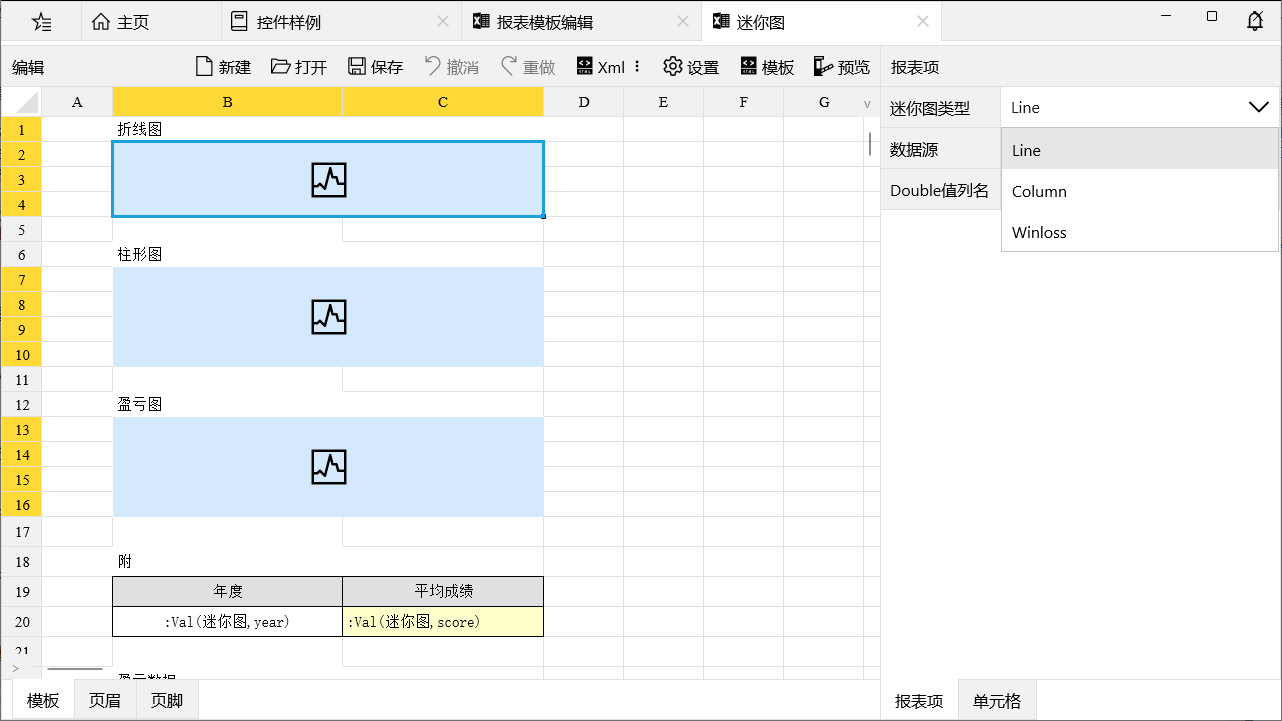 主页 控件样例 报表模板编辑 迷你图
编辑 新建 打开 保存 撤消 重做 Xml 设置 模板 预览 报表项
A B C D E F G v
迷你图类型 Line
1 折线图
2
数据源 Line
3
4
Double值列名 Column
5
Winloss
6 柱形图
7
8
9
10
11
12 盈亏图
13
14
15
16
17
18 附
19 年度 平均成绩
20 :Val(迷你图,year) :Val(迷你图,score)
21
> 盈亏数据
模板 页眉 页脚 报表项 单元格